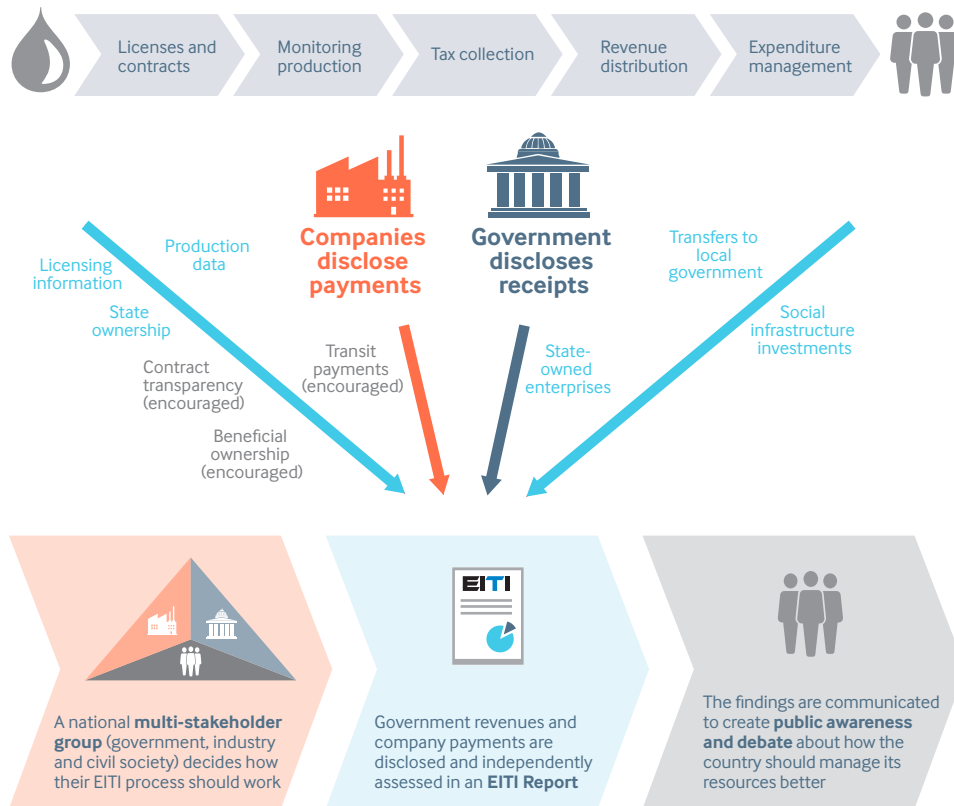 Licenses and
contracts
Monitoring
production
Tax collection
Revenue
distribution
Expenditure
management
Companies
disclose
payments
Government
discloses
receipts
Production
data
Licensing
information
State
ownership
Contract
transparency
(encouraged)
Beneficial
ownership
(encouraged)
Transit
payments
(encouraged)
State-
owned
enterprises
Transfers to
local
government
Social
infrastructure
investments
A national multi-stakeholder
group (government, industry
and civil society) decides how
their EITI process should work
EITI
Government revenues and
company payments are
disclosed and independently
assessed in an EITI Report
The findings are communicated
to create public awareness
and debate about how the
country should manage its
resources better